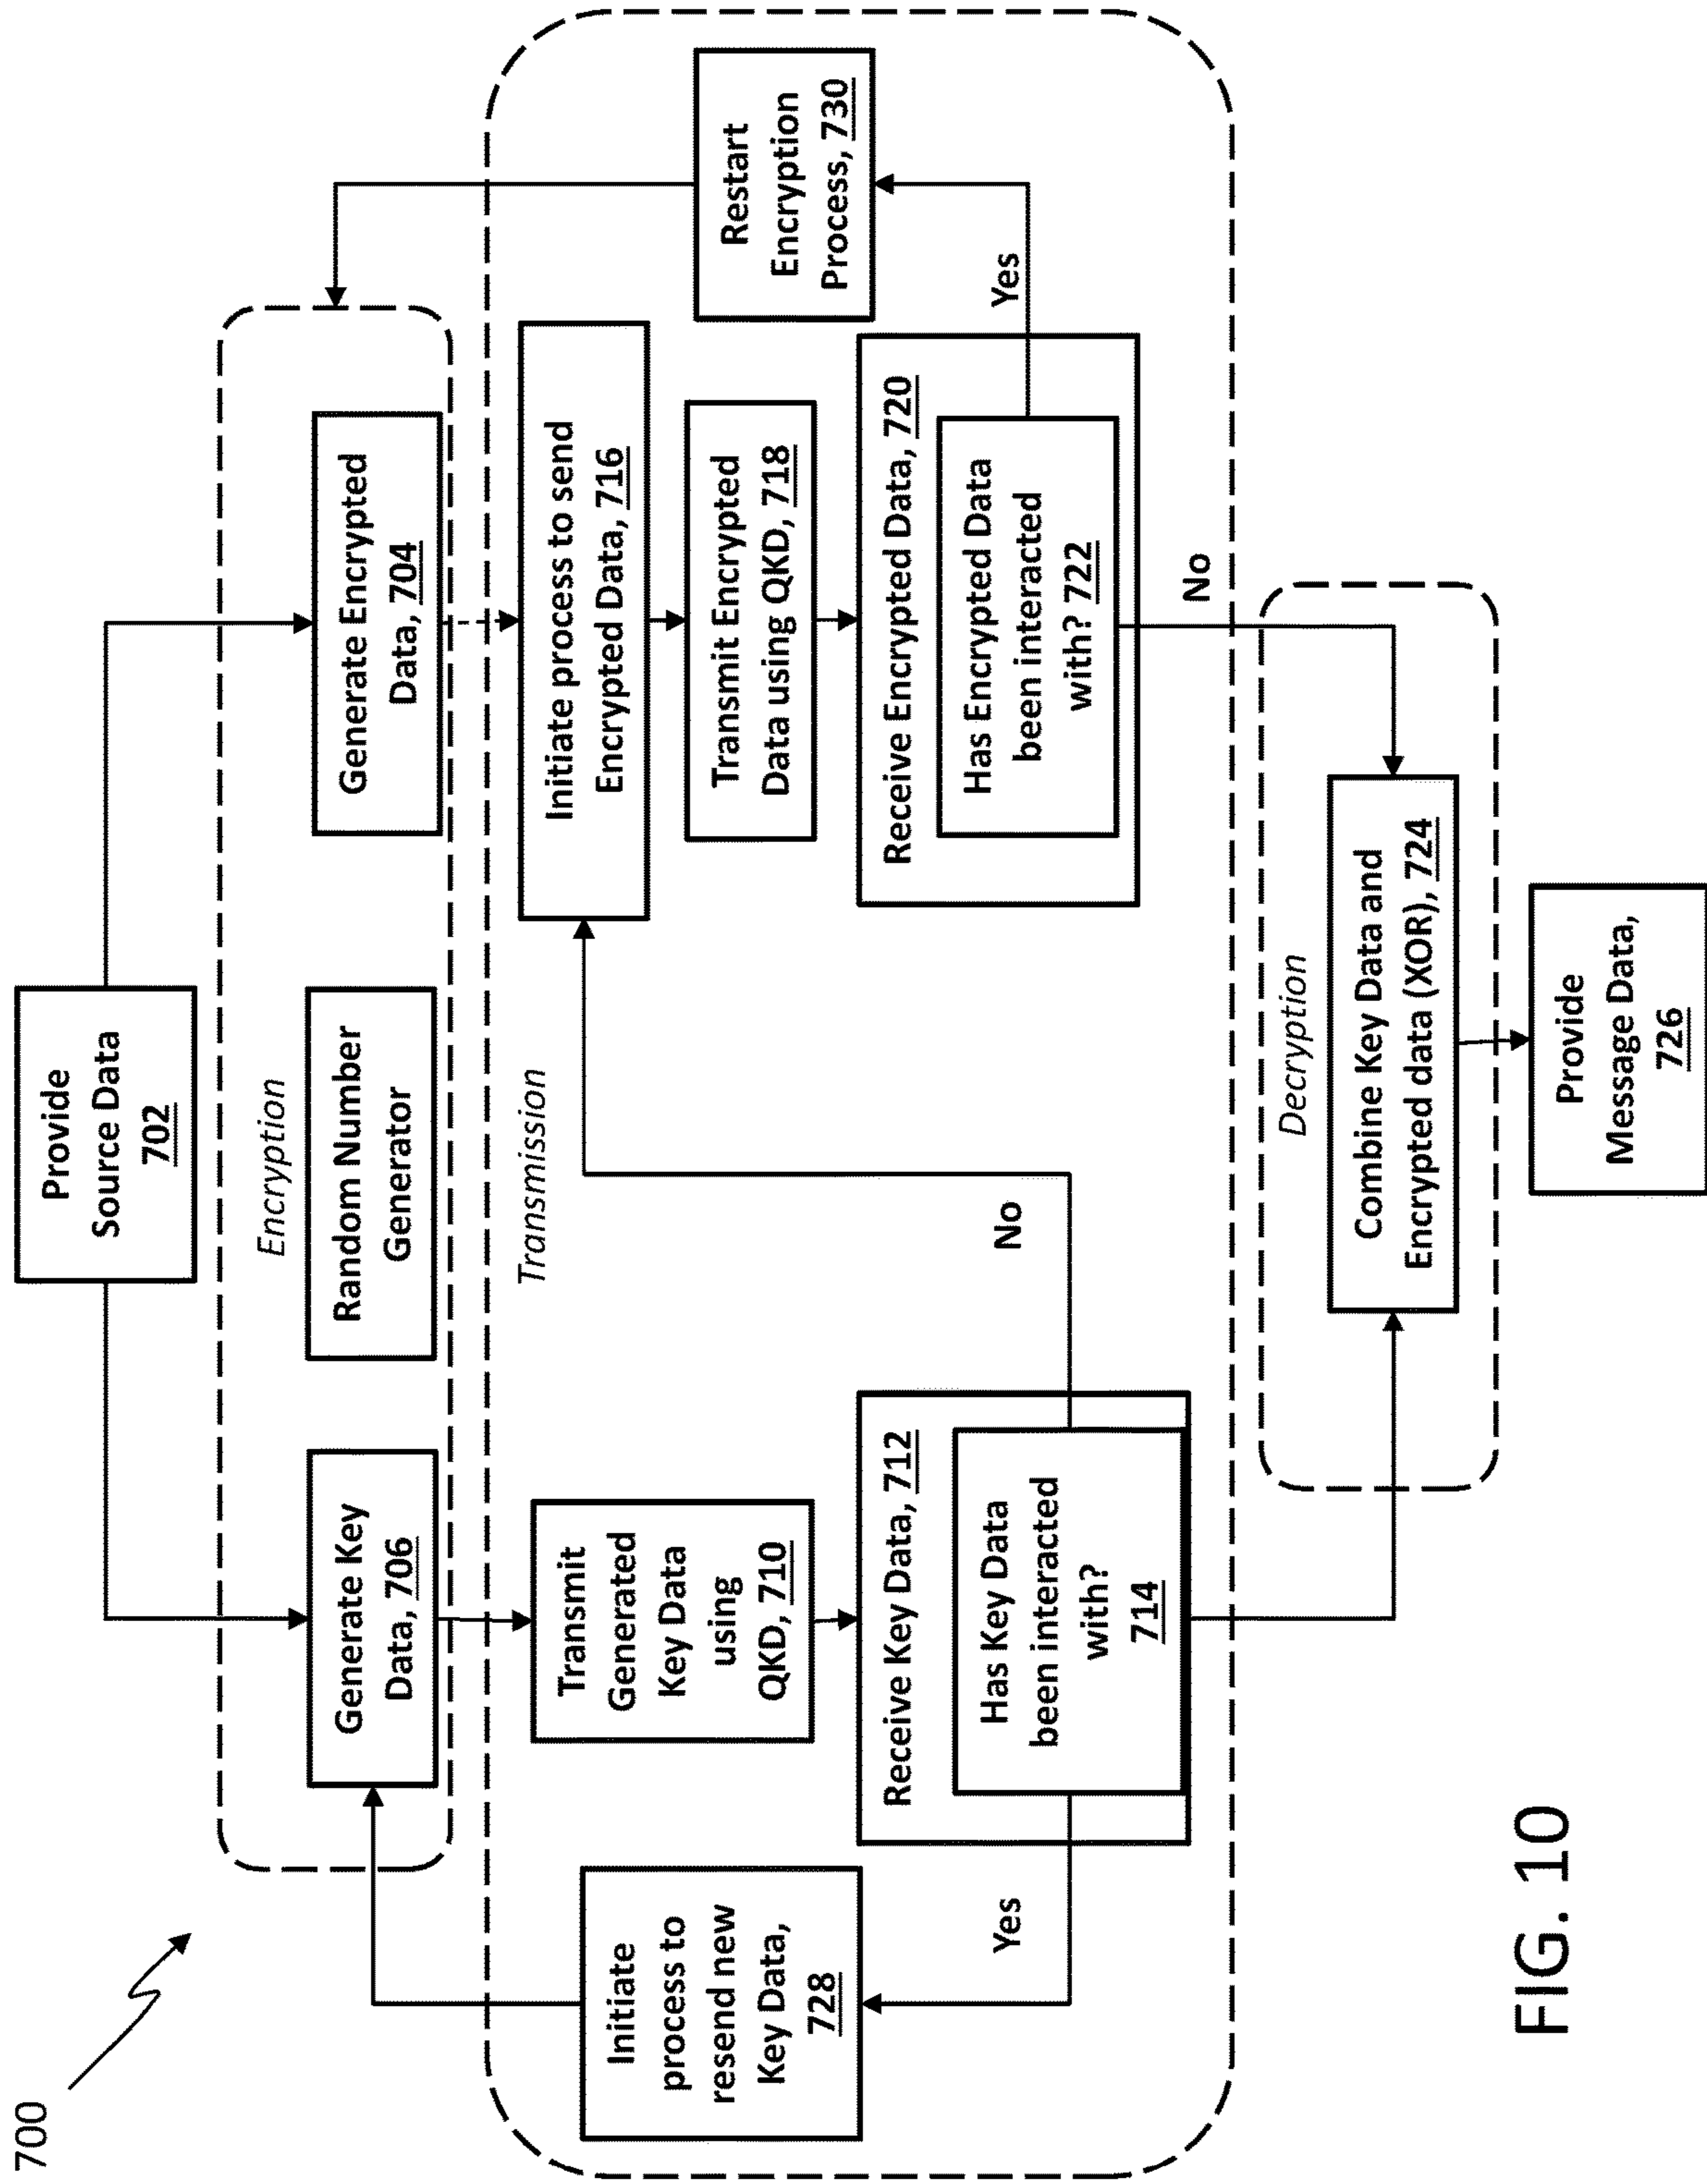 700
Provide
Source Data
702
Encryption
Generate Key
Data, 706
Random Number
Generator
Generate Encrypted
Data, 704
Transmission
Initiate
process to
resend new
Key Data,
728
Transmit
Generated
Key Data
using
QKD, 710
Initiate process to send
Encrypted Data, 716
Transmit Encrypted
Data using QKD, 718
Restart
Encryption
Process, 730
Receive Key Data, 712
Has Key Data
been interacted
with?
714
Yes
No
Receive Encrypted Data, 720
Has Encrypted Data
been interacted
with? 722
Yes
No
Decryption
Combine Key Data and
Encrypted data (XOR), 724
Provide
Message Data,
726
FIG. 10